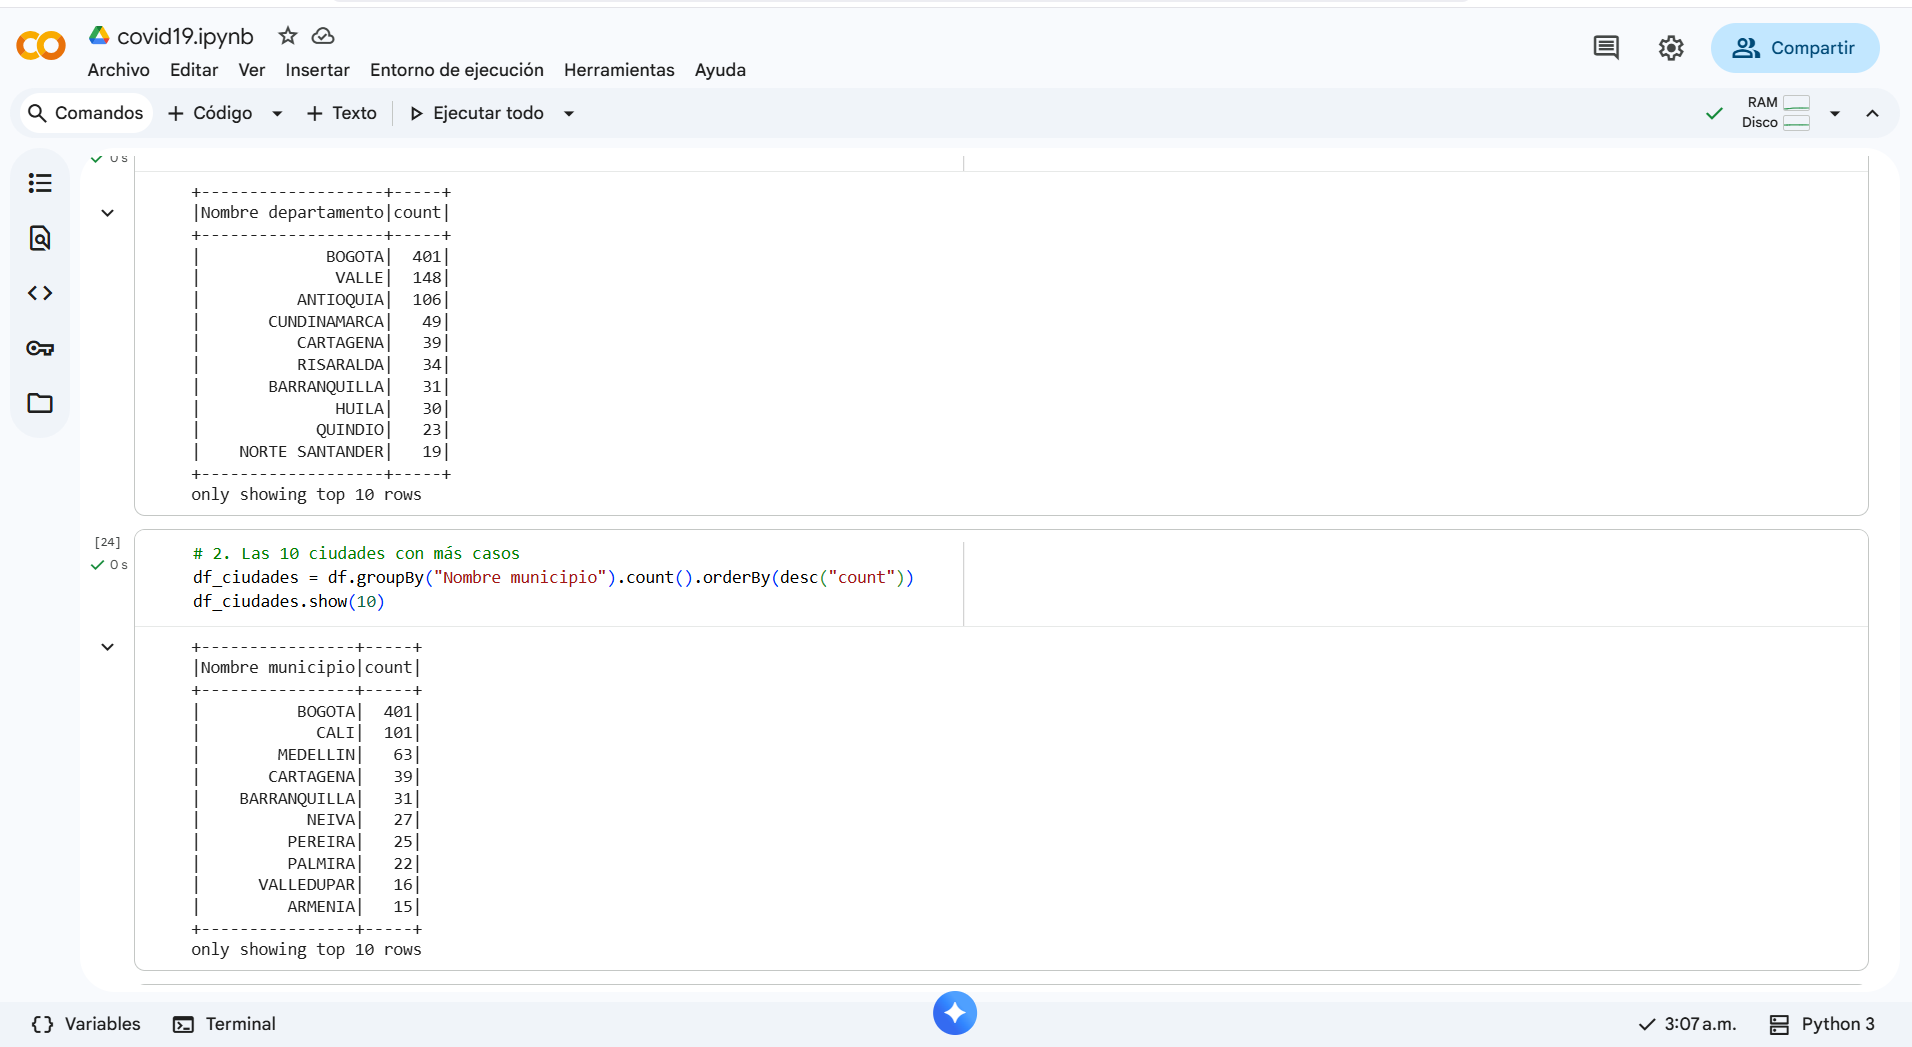 covid19.ipynb
Archivo Editar Ver Insertar Entorno de ejecución Herramientas Ayuda
Compartir
Comandos + Código + Texto Ejecutar todo
RAM
Disco
0 s
+-------------------+-----+
|Nombre departamento|count|
+-------------------+-----+
|             BOGOTA|  401|
|              VALLE|  148|
|          ANTIOQUIA|  106|
|       CUNDINAMARCA|   49|
|          CARTAGENA|   39|
|          RISARALDA|   34|
|       BARRANQUILLA|   31|
|              HUILA|   30|
|            QUINDIO|   23|
|    NORTE SANTANDER|   19|
+-------------------+-----+
only showing top 10 rows
[24]
0 s
# 2. Las 10 ciudades con más casos
df_ciudades = df.groupBy("Nombre municipio").count().orderBy(desc("count"))
df_ciudades.show(10)
+----------------+-----+
|Nombre municipio|count|
+----------------+-----+
|          BOGOTA|  401|
|            CALI|  101|
|        MEDELLIN|   63|
|       CARTAGENA|   39|
|    BARRANQUILLA|   31|
|           NEIVA|   27|
|         PEREIRA|   25|
|         PALMIRA|   22|
|      VALLEDUPAR|   16|
|         ARMENIA|   15|
+----------------+-----+
only showing top 10 rows
Variables Terminal
3:07 a.m. Python 3